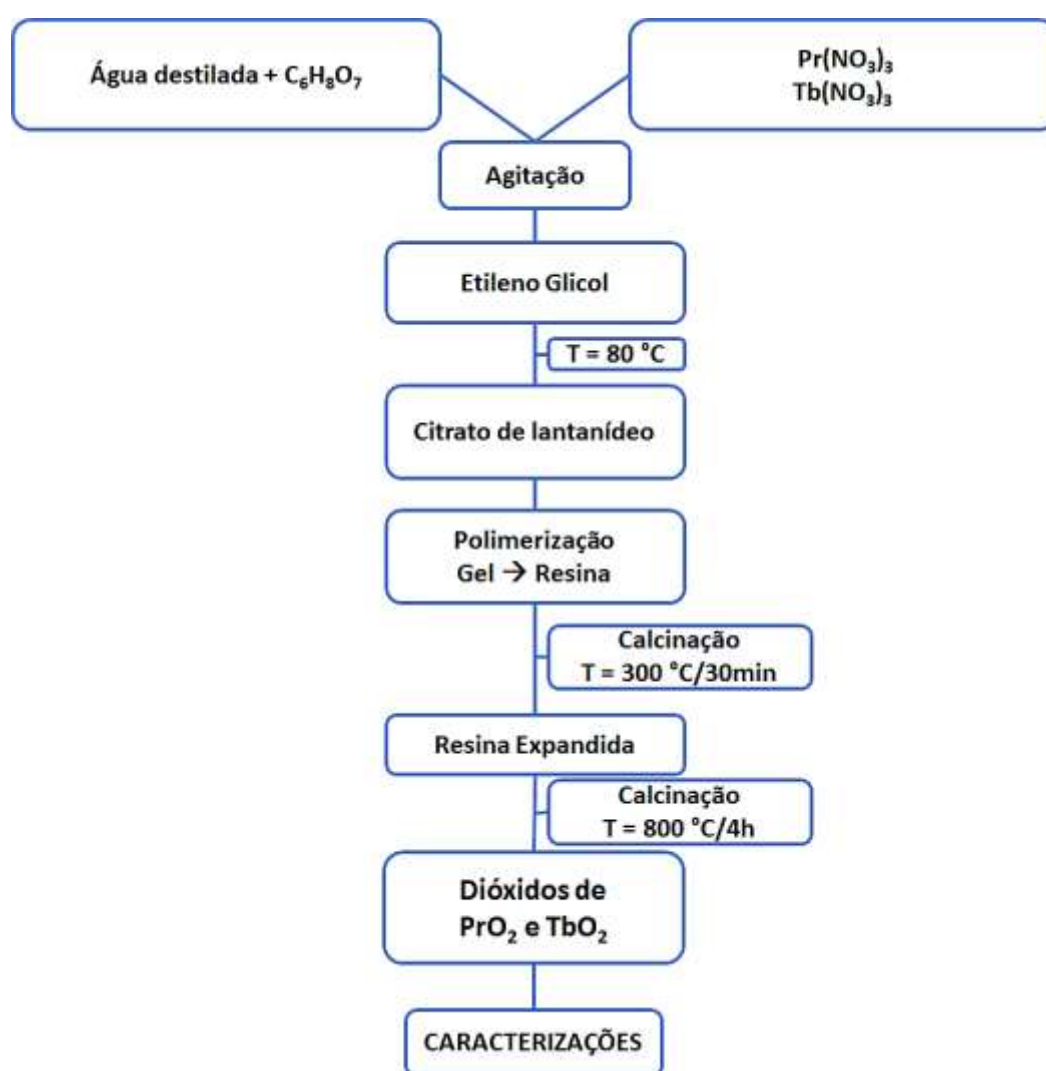 Água destilada + C₆H₈O₇
Pr(NO₃)₃
Tb(NO₃)₃
Agitação
Etileno Glicol
T = 80 °C
Citrato de lantanídeo
Polimerização
Gel → Resina
Calcinação
T = 300 °C/30min
Resina Expandida
Calcinação
T = 800 °C/4h
Dióxidos de
PrO₂ e TbO₂
CARACTERIZAÇÕES